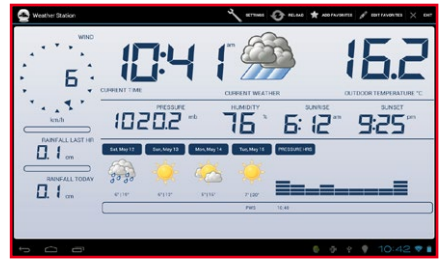 Weather Station SETTINGS RELOAD ADD FAVORITES EDIT FAVORITES EXIT
WIND
6
km/h
10:41 am
CURRENT TIME
CURRENT WEATHER
16.2
OUTDOOR TEMPERATURE °C
PRESSURE
1020.2 mb
HUMIDITY
76 %
SUNRISE
6:12 am
SUNSET
9:25 pm
RAINFALL LAST HR
0.1 cm
RAINFALL TODAY
0.1 cm
Sat, May 12 Sun, May 13 Mon, May 14 Tue, May 15 PRESSURE HRS
10:42